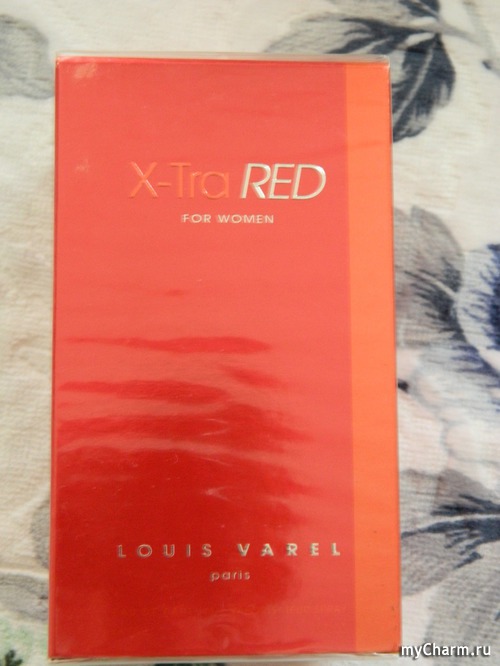 X-Tra RED
FOR WOMEN
LOUIS VAREL
paris
myCharm.ru